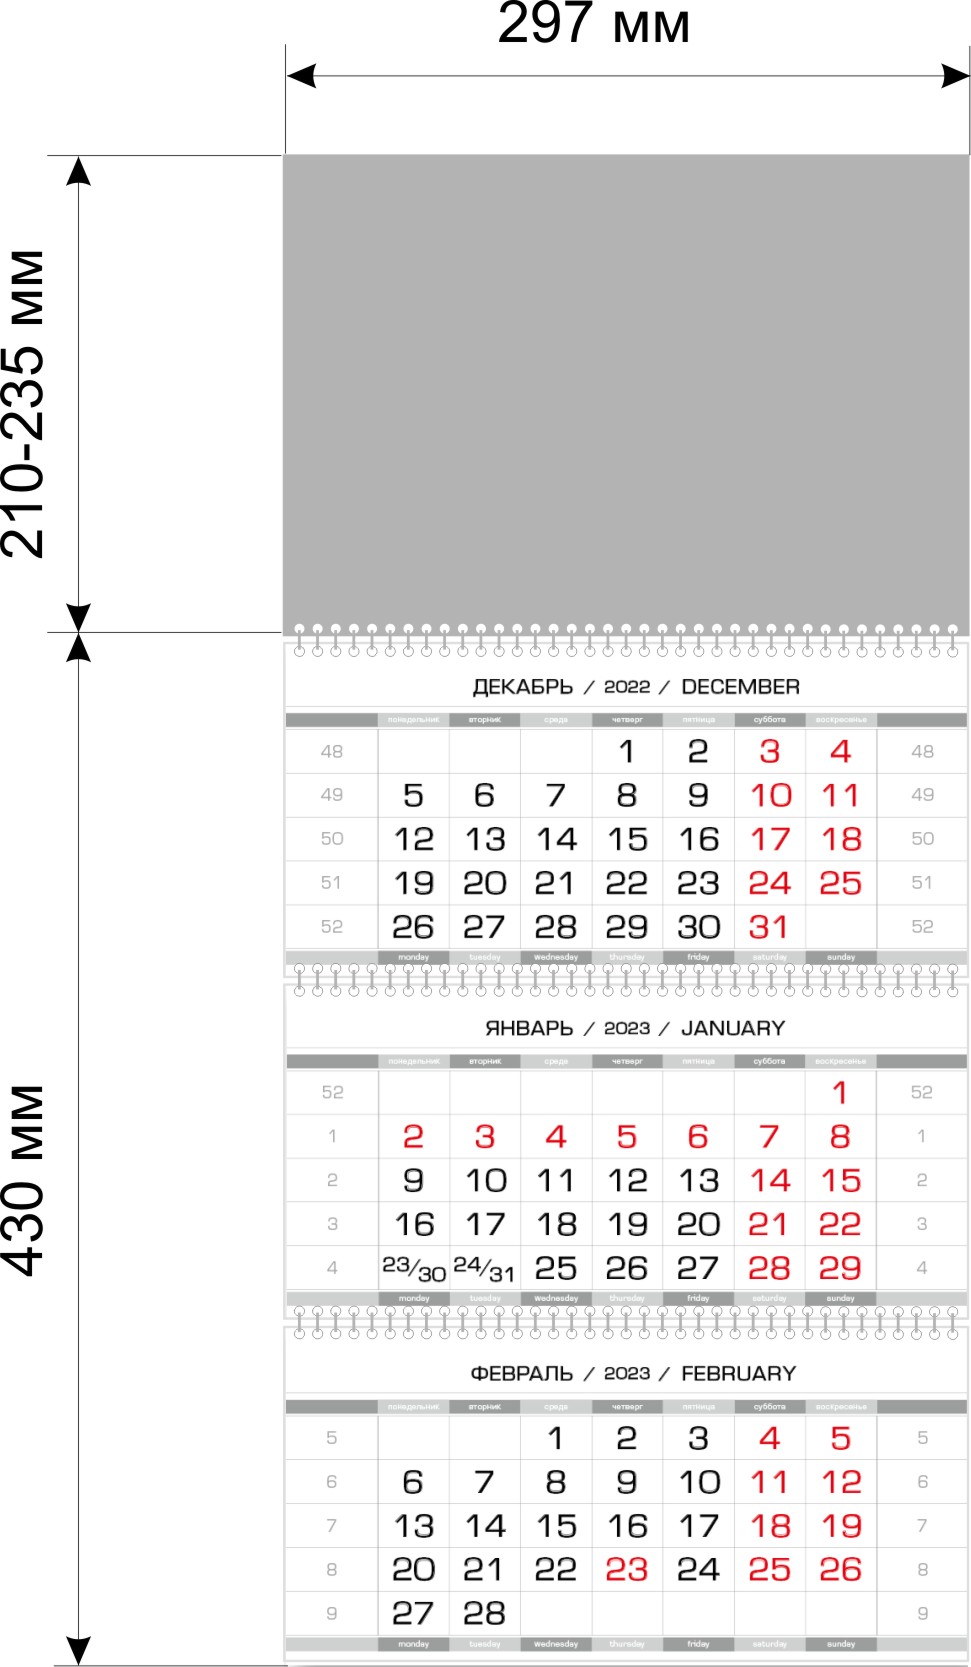 297 мм
210-235 мм
430 мм
ДЕКАБРЬ / 2022 / DECEMBER
понедельник вторник среда четверг пятница суббота воскресенье
48 1 2 3 4 48
49 5 6 7 8 9 10 11 49
50 12 13 14 15 16 17 18 50
51 19 20 21 22 23 24 25 51
52 26 27 28 29 30 31 52
monday tuesday wednesday thursday friday saturday sunday
ЯНВАРЬ / 2023 / JANUARY
понедельник вторник среда четверг пятница суббота воскресенье
52 1 52
1 2 3 4 5 6 7 8 1
2 9 10 11 12 13 14 15 2
3 16 17 18 19 20 21 22 3
4 23/30 24/31 25 26 27 28 29 4
monday tuesday wednesday thursday friday saturday sunday
ФЕВРАЛЬ / 2023 / FEBRUARY
понедельник вторник среда четверг пятница суббота воскресенье
5 1 2 3 4 5 5
6 6 7 8 9 10 11 12 6
7 13 14 15 16 17 18 19 7
8 20 21 22 23 24 25 26 8
9 27 28 9
monday tuesday wednesday thursday friday saturday sunday